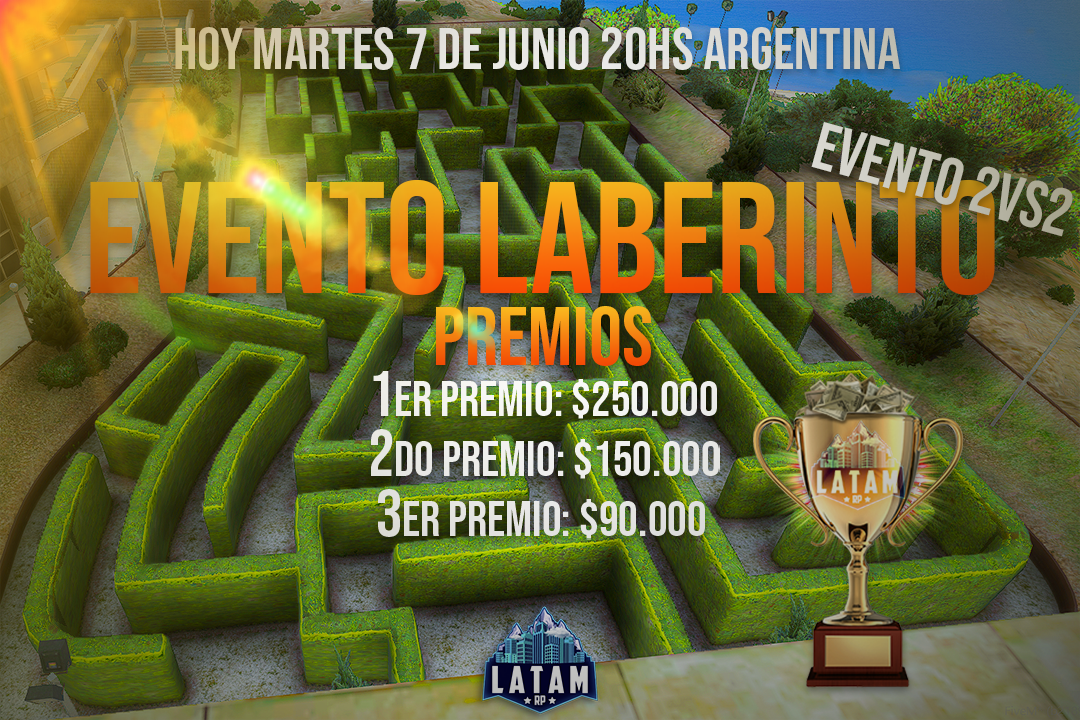 HOY MARTES 7 DE JUNIO 20HS ARGENTINA
EVENTO 2VS2
EVENTO LABERINTO
PREMIOS
1ER PREMIO: $250.000
2DO PREMIO: $150.000
3ER PREMIO: $90.000
LATAM
RP
LATAM
RP